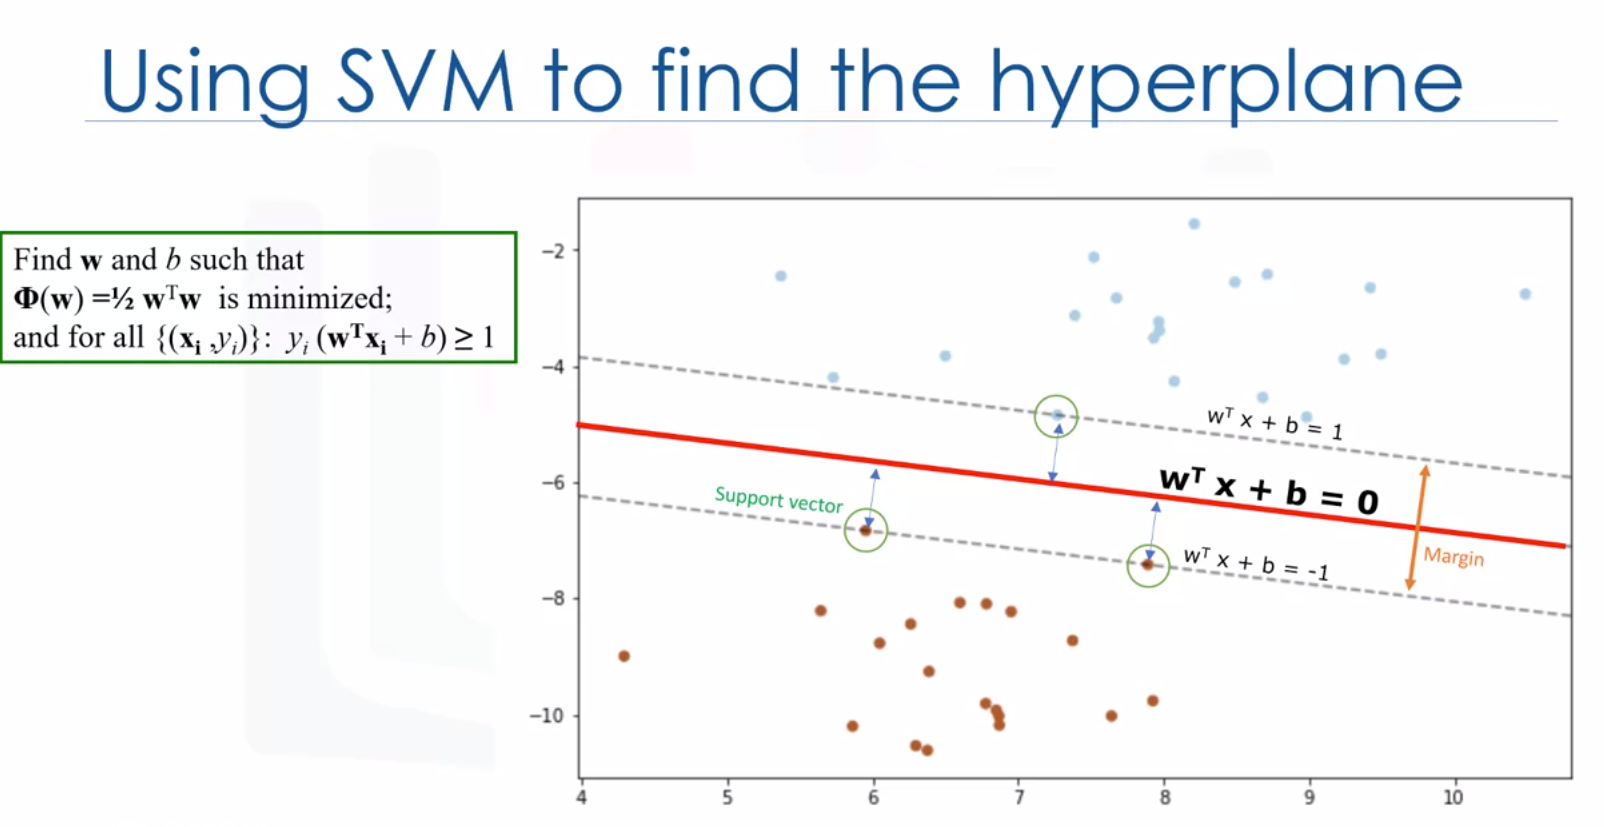 Using SVM to find the hyperplane
Find w and b such that
Φ(w) =½ wᵀw is minimized;
and for all {(xᵢ ,yᵢ)}: yᵢ (wᵀxᵢ + b) ≥ 1
−2
−4
−6
−8
−10
wᵀ x + b = 1
wᵀ x + b = 0
Support vector
wᵀ x + b = -1
Margin
4 5 6 7 8 9 10